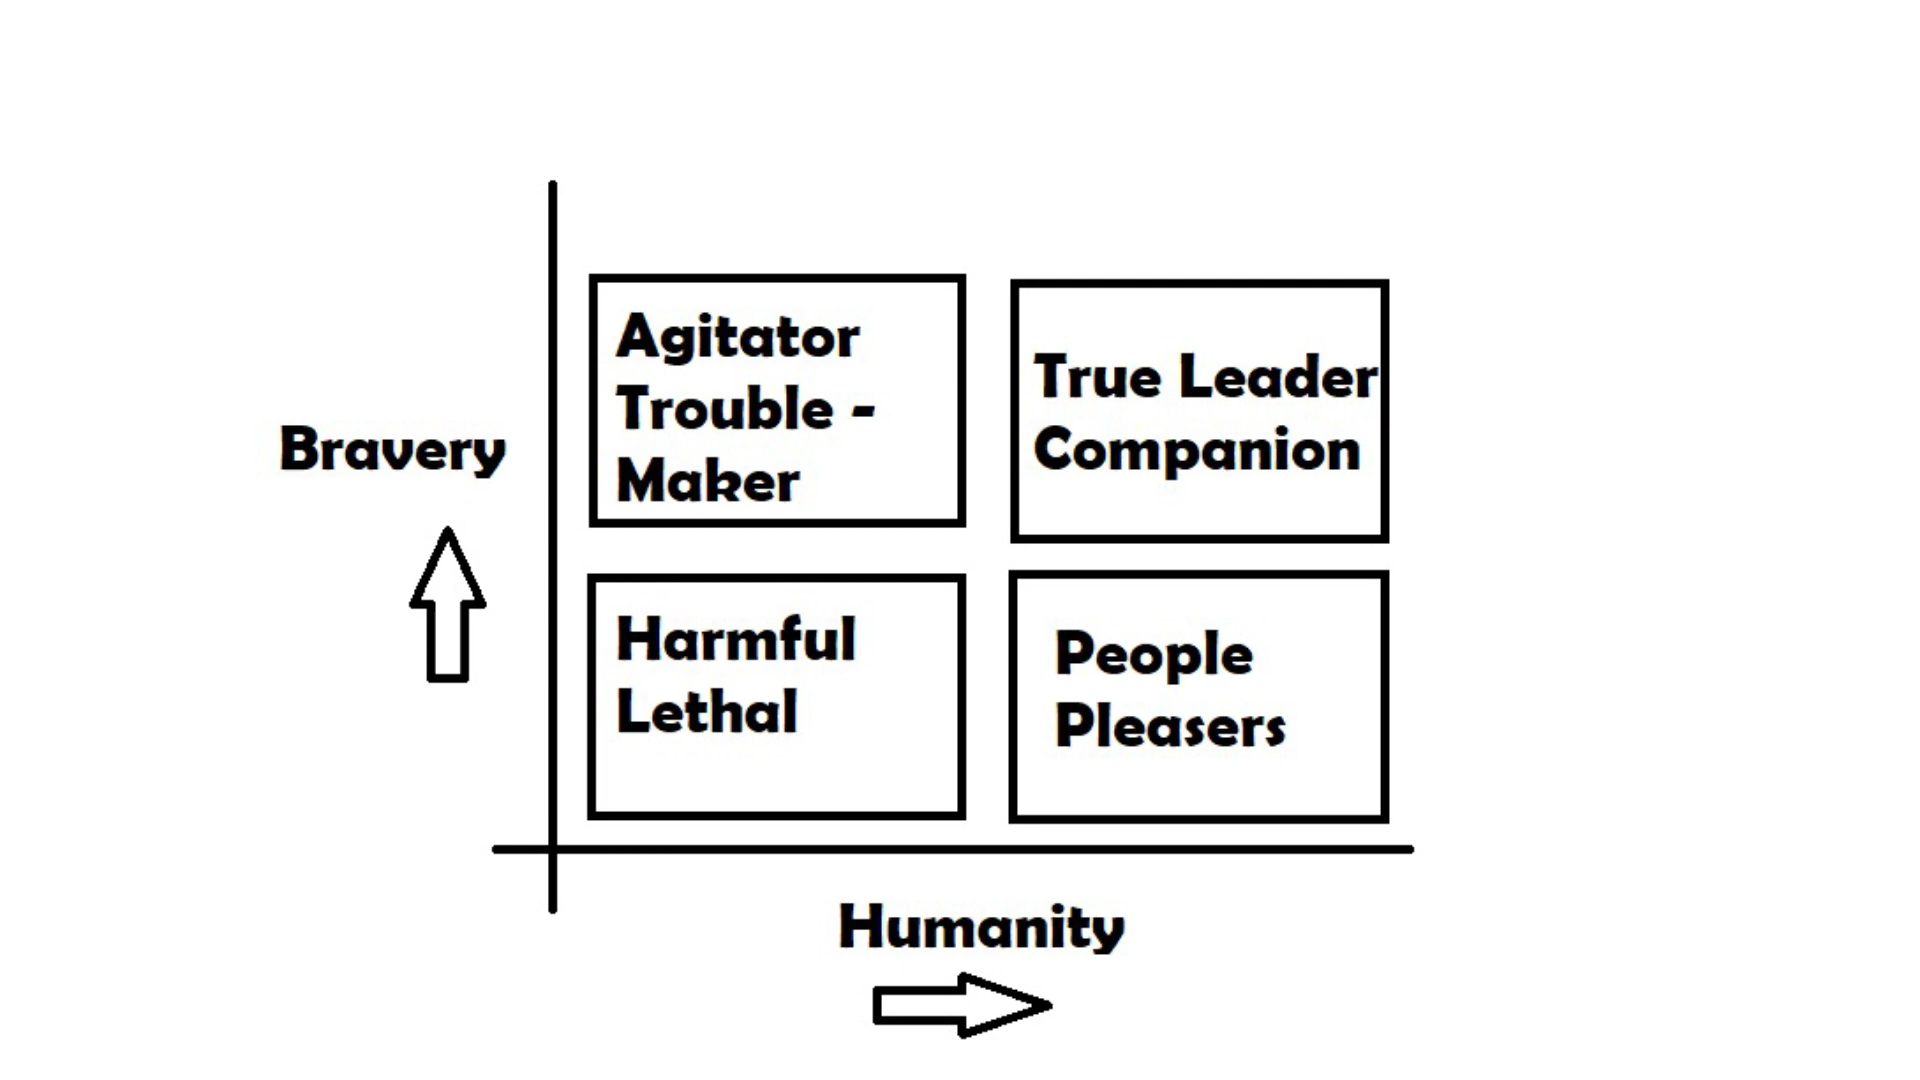 Agitator
Trouble -
Maker
True Leader
Companion
Bravery
Harmful
Lethal
People
Pleasers
Humanity